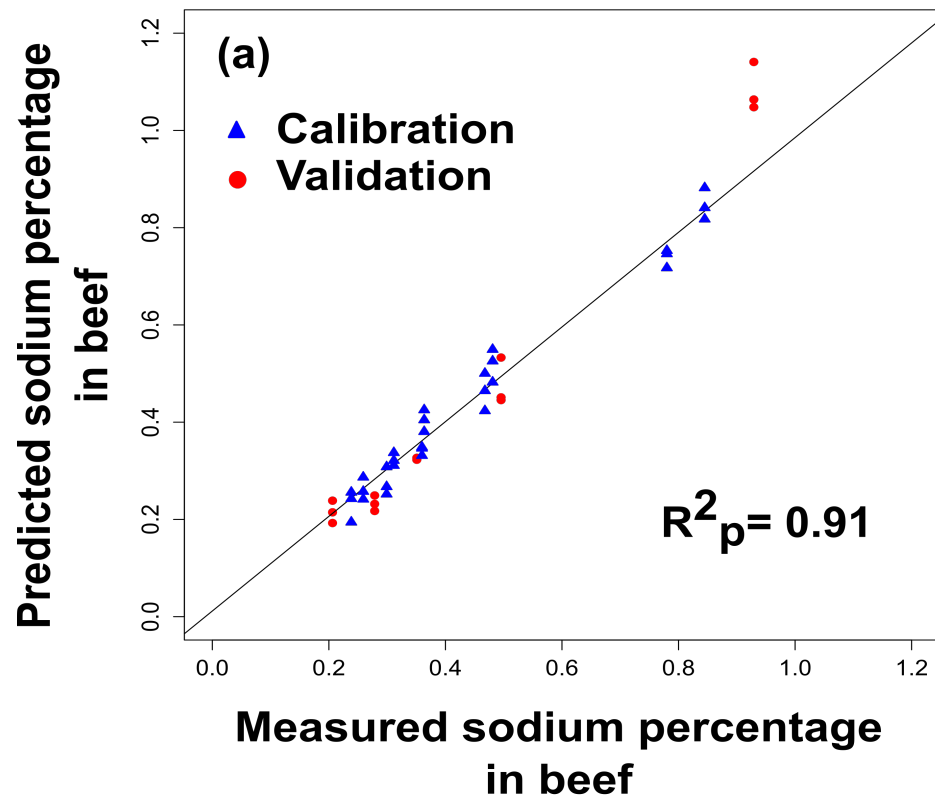 (a)
Calibration
Validation
R2p= 0.91
Predicted sodium percentage
in beef
1.2
1.0
0.8
0.6
0.4
0.2
0.0
0.0 0.2 0.4 0.6 0.8 1.0 1.2
Measured sodium percentage
in beef